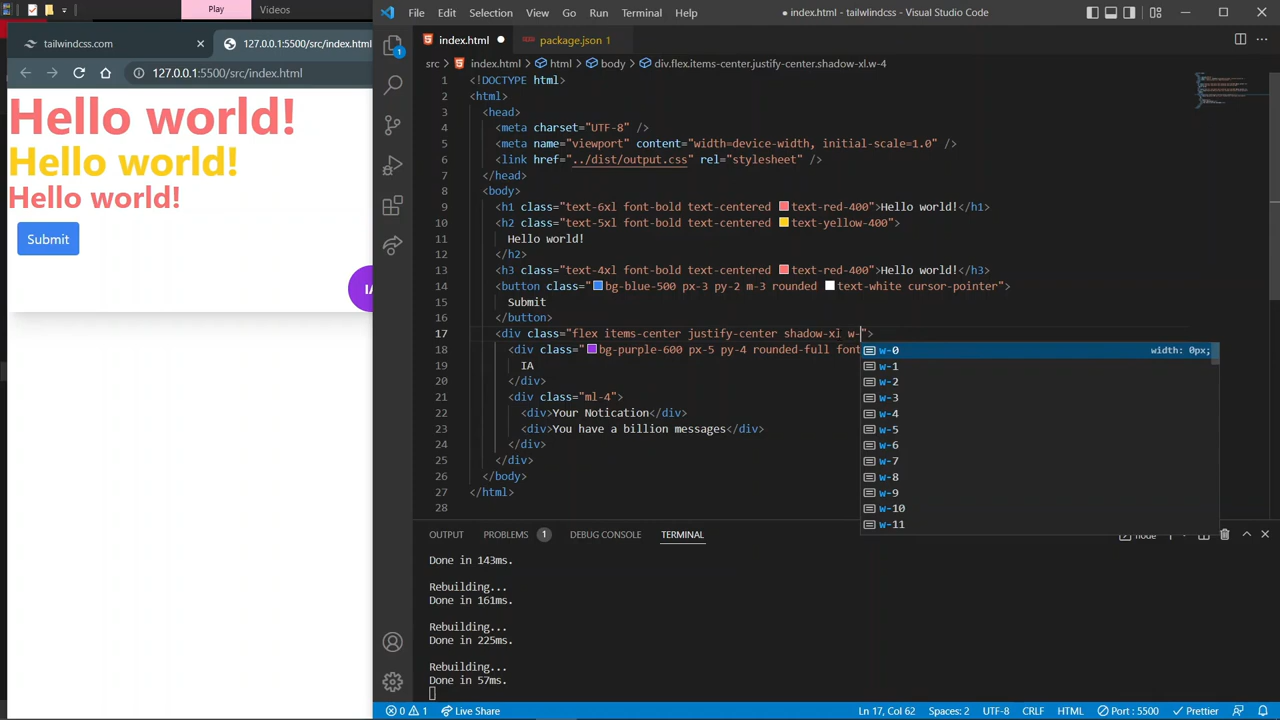 Play
Videos
File Edit Selection View Go Run Terminal Help
● index.html - tailwindcss - Visual Studio Code
tailwindcss.com
127.0.0.1:5500/src/index.html
127.0.0.1:5500/src/index.html
Hello world!
Hello world!
Hello world!
Submit
index.html
package.json 1
src > index.html > html > body > div.flex.items-center.justify-center.shadow-xl.w-4
1 <!DOCTYPE html>
2 <html>
3 <head>
4 <meta charset="UTF-8" />
5 <meta name="viewport" content="width=device-width, initial-scale=1.0" />
6 <link href="../dist/output.css" rel="stylesheet" />
7 </head>
8 <body>
9 <h1 class="text-6xl font-bold text-centered text-red-400">Hello world!</h1>
10 <h2 class="text-5xl font-bold text-centered text-yellow-400">
11 Hello world!
12 </h2>
13 <h3 class="text-4xl font-bold text-centered text-red-400">Hello world!</h3>
14 <button class="bg-blue-500 px-3 py-2 m-3 rounded text-white cursor-pointer">
15 Submit
16 </button>
17 <div class="flex items-center justify-center shadow-xl w-">
18 <div class="bg-purple-600 px-5 py-4 rounded-full font
19 IA
20 </div>
21 <div class="ml-4">
22 <div>Your Notication</div>
23 <div>You have a billion messages</div>
24 </div>
25 </div>
26 </body>
27 </html>
28
w-0 width: 0px;
w-1
w-2
w-3
w-4
w-5
w-6
w-7
w-8
w-9
w-10
w-11
OUTPUT PROBLEMS 1 DEBUG CONSOLE TERMINAL
node
Done in 143ms.
Rebuilding...
Done in 161ms.
Rebuilding...
Done in 225ms.
Rebuilding...
Done in 57ms.
1
0 1 Live Share
Ln 17, Col 62 Spaces: 2 UTF-8 CRLF HTML Port : 5500 Prettier